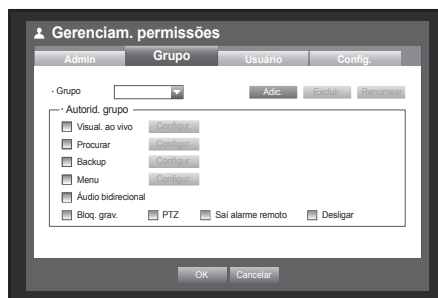 Gerenciam. permissões
Admin Grupo Usuário Config.
· Grupo Adic. Excluir Renomear
· Autorid. grupo
Visual. ao vivo Configur.
Procurar Configur.
Backup Configur.
Menu Configur.
Áudio bidirecional
Bloq. grav. PTZ Saí alarme remoto Desligar
OK Cancelar